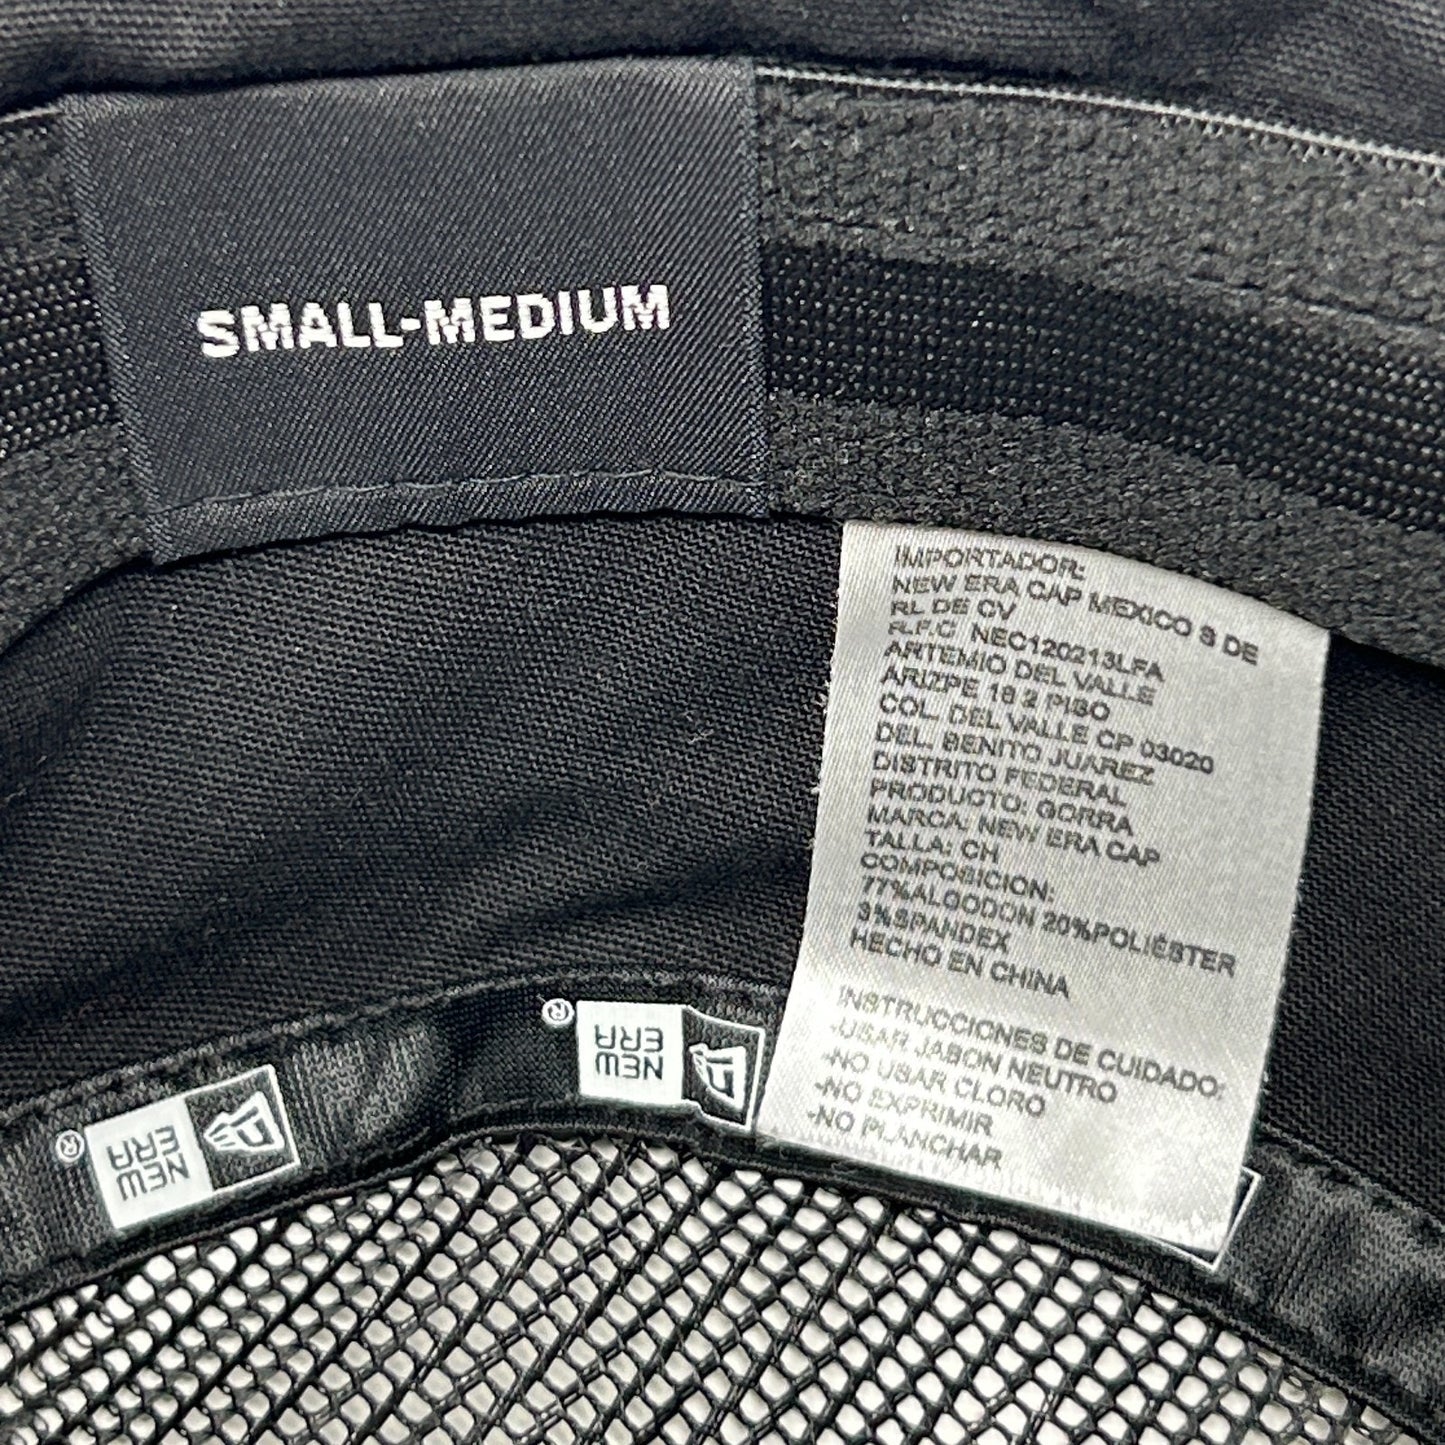 SMALL-MEDIUM
IMPORTADOR:
NEW ERA CAP MEXICO S DE
RL DE CV
R.F.C NEC120213LFA
ARTEMIO DEL VALLE
ARIZPE 16 2 PISO
COL. DEL VALLE CP 03020
DEL. BENITO JUAREZ
DISTRITO FEDERAL
PRODUCTO: GORRA
MARCA: NEW ERA CAP
TALLA: CH
COMPOSICION:
77%ALGODON 20%POLIÉSTER
3%SPANDEX
HECHO EN CHINA
INSTRUCCIONES DE CUIDADO:
-USAR JABON NEUTRO
-NO USAR CLORO
-NO EXPRIMIR
-NO PLANCHAR
NEW
ERA
®
NEW
ERA
®